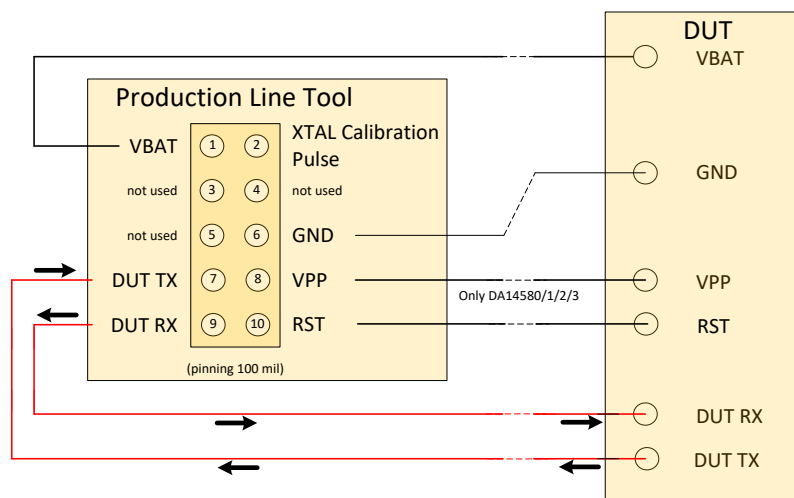 DUT
VBAT
Production Line Tool
VBAT 1 2 XTAL Calibration
Pulse
not used 3 4 not used
GND
not used 5 6 GND
DUT TX 7 8 VPP
Only DA14580/1/2/3
VPP
DUT RX 9 10 RST
RST
(pinning 100 mil)
DUT RX
DUT TX